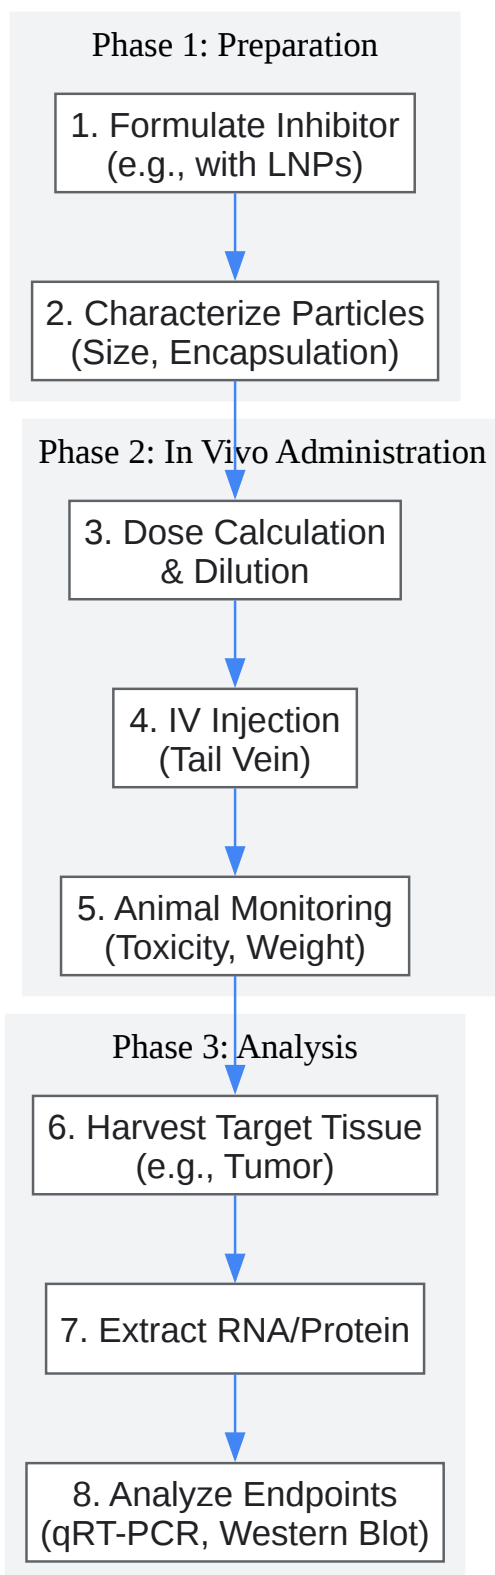 Phase 1: Preparation
1. Formulate Inhibitor
(e.g., with LNPs)
2. Characterize Particles
(Size, Encapsulation)
Phase 2: In Vivo Administration
3. Dose Calculation
& Dilution
4. IV Injection
(Tail Vein)
5. Animal Monitoring
(Toxicity, Weight)
Phase 3: Analysis
6. Harvest Target Tissue
(e.g., Tumor)
7. Extract RNA/Protein
8. Analyze Endpoints
(qRT-PCR, Western Blot)